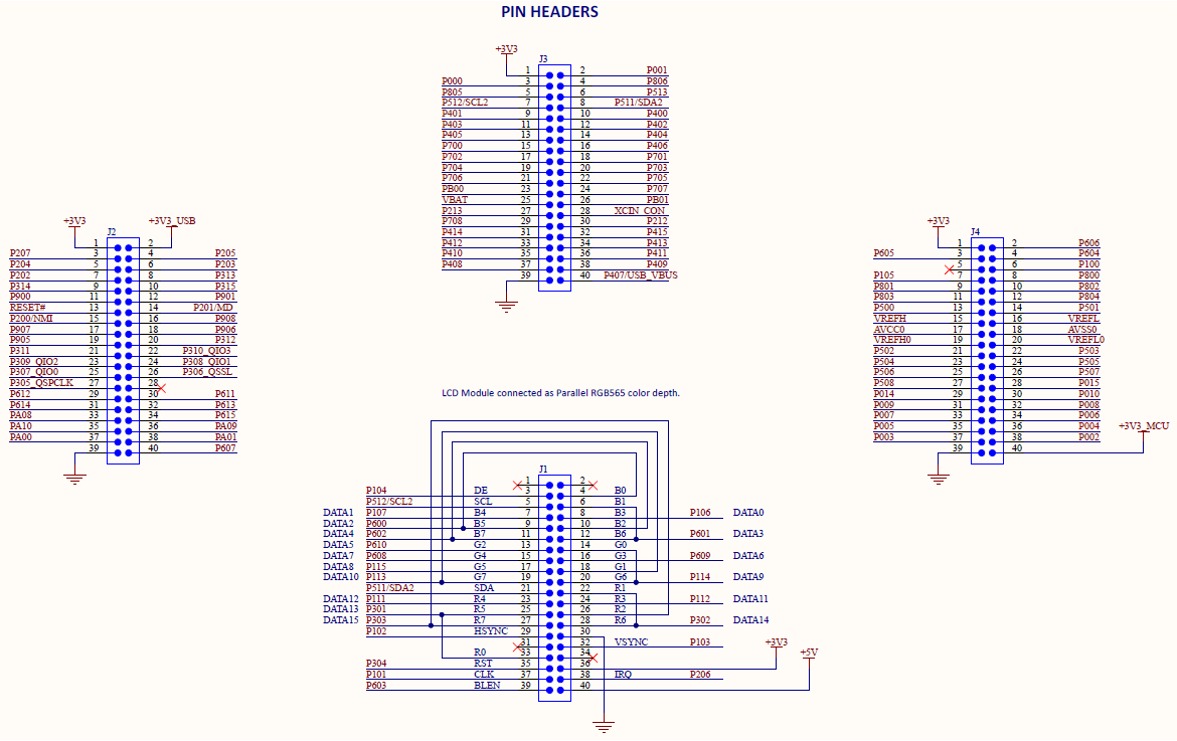 PIN HEADERS
+3V3
J3
1 2 P001
P000 3 4 P806
P805 5 6 P513
P512/SCL2 7 8 P511/SDA2
P401 9 10 P400
P403 11 12 P402
P405 13 14 P404
P700 15 16 P406
P702 17 18 P701
P704 19 20 P703
P706 21 22 P705
PB00 23 24 P707
VBAT 25 26 PB01
P213 27 28 XCIN_CON
P708 29 30 P212
P414 31 32 P415
P412 33 34 P413
P410 35 36 P411
P408 37 38 P409
39 40 P407/USB_VBUS
+3V3 +3V3_USB
J2
1 2
P207 3 4 P205
P204 5 6 P203
P202 7 8 P313
P314 9 10 P315
P900 11 12 P901
RESET# 13 14 P201/MD
P200/NMI 15 16 P908
P907 17 18 P906
P905 19 20 P312
P311 21 22 P310_QIO3
P309_QIO2 23 24 P308_QIO1
P307_QIO0 25 26 P306_QSSL
P305_QSPCLK 27 28
P612 29 30 P611
P614 31 32 P613
PA08 33 34 P615
PA10 35 36 PA09
PA00 37 38 PA01
39 40 P607
+3V3
J4
1 2 P606
P605 3 4 P604
5 6 P100
P105 7 8 P800
P801 9 10 P802
P803 11 12 P804
P500 13 14 P501
VREFH 15 16 VREFL
AVCC0 17 18 AVSS0
VREFH0 19 20 VREFL0
P502 21 22 P503
P504 23 24 P505
P506 25 26 P507
P508 27 28 P015
P014 29 30 P010
P009 31 32 P008
P007 33 34 P006
P005 35 36 P004
P003 37 38 P002
39 40
+3V3_MCU
LCD Module connected as Parallel RGB565 color depth.
J1
1 2
P104 DE 3 4 B0
P512/SCL2 SCL 5 6 B1
DATA1 P107 B4 7 8 B3 P106 DATA0
DATA2 P600 B5 9 10 B2
DATA4 P602 B7 11 12 B6 P601 DATA3
DATA5 P610 G2 13 14 G0
DATA7 P608 G4 15 16 G3 P609 DATA6
DATA8 P115 G5 17 18 G1
DATA10 P113 G7 19 20 G6 P114 DATA9
P511/SDA2 SDA 21 22 R1
DATA12 P111 R4 23 24 R3 P112 DATA11
DATA13 P301 R5 25 26 R2
DATA15 P303 R7 27 28 R6 P302 DATA14
P102 HSYNC 29 30
31 32 VSYNC P103
R0 33 34
P304 RST 35 36
P101 CLK 37 38 IRQ P206
P603 BLEN 39 40
+3V3
+5V